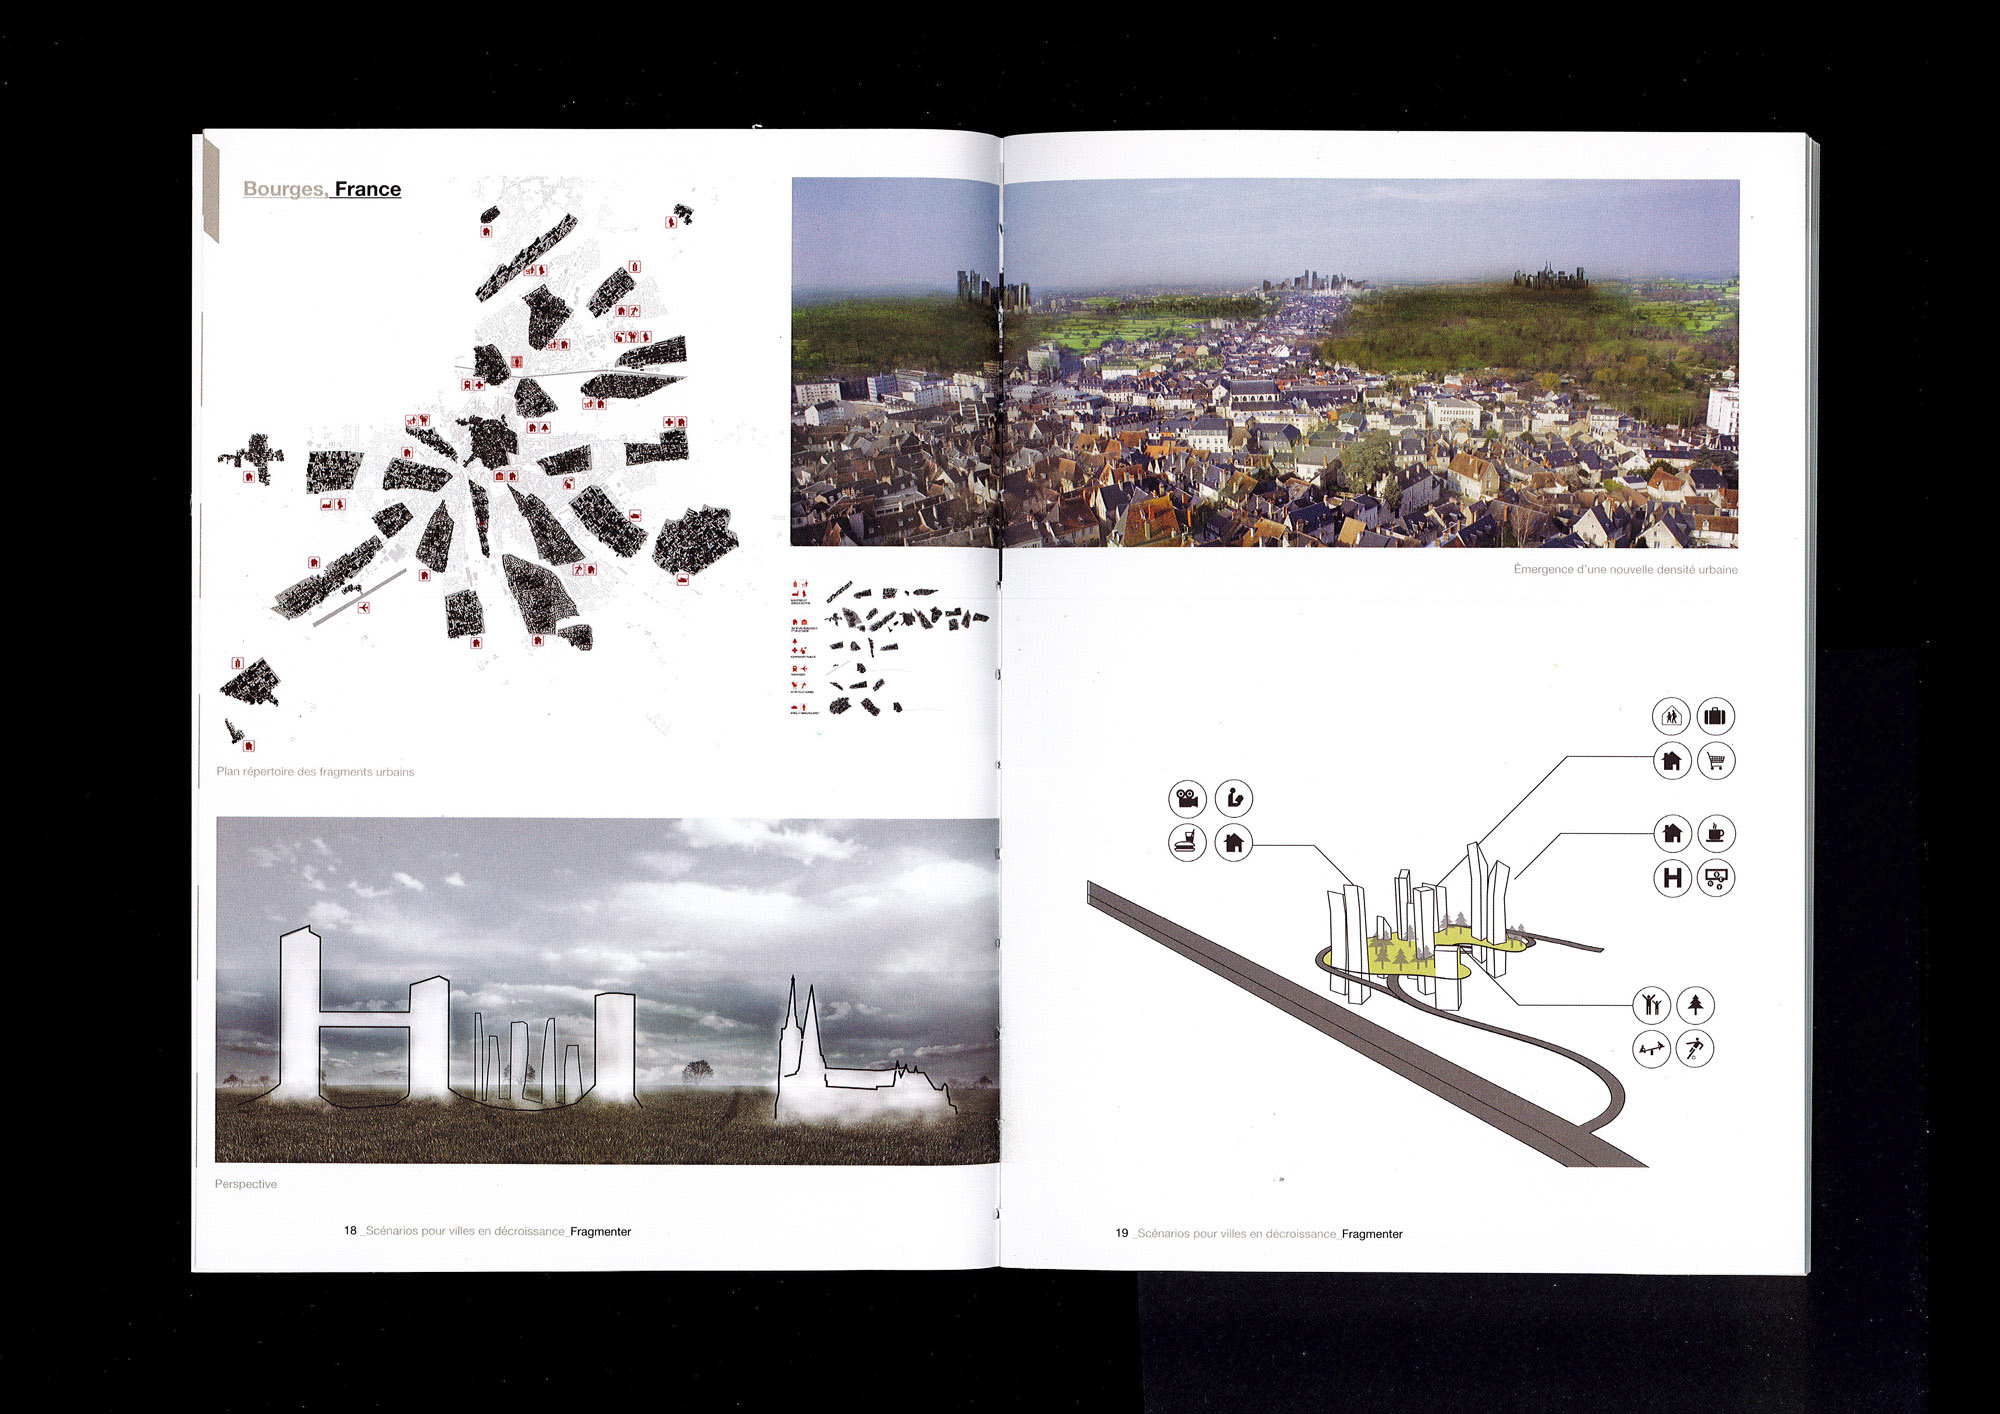 Bourges, France
Plan répertoire des fragments urbains
Perspective
18 _Scénarios pour villes en décroissance_Fragmenter
Émergence d'une nouvelle densité urbaine
H
19 _Scénarios pour villes en décroissance_Fragmenter